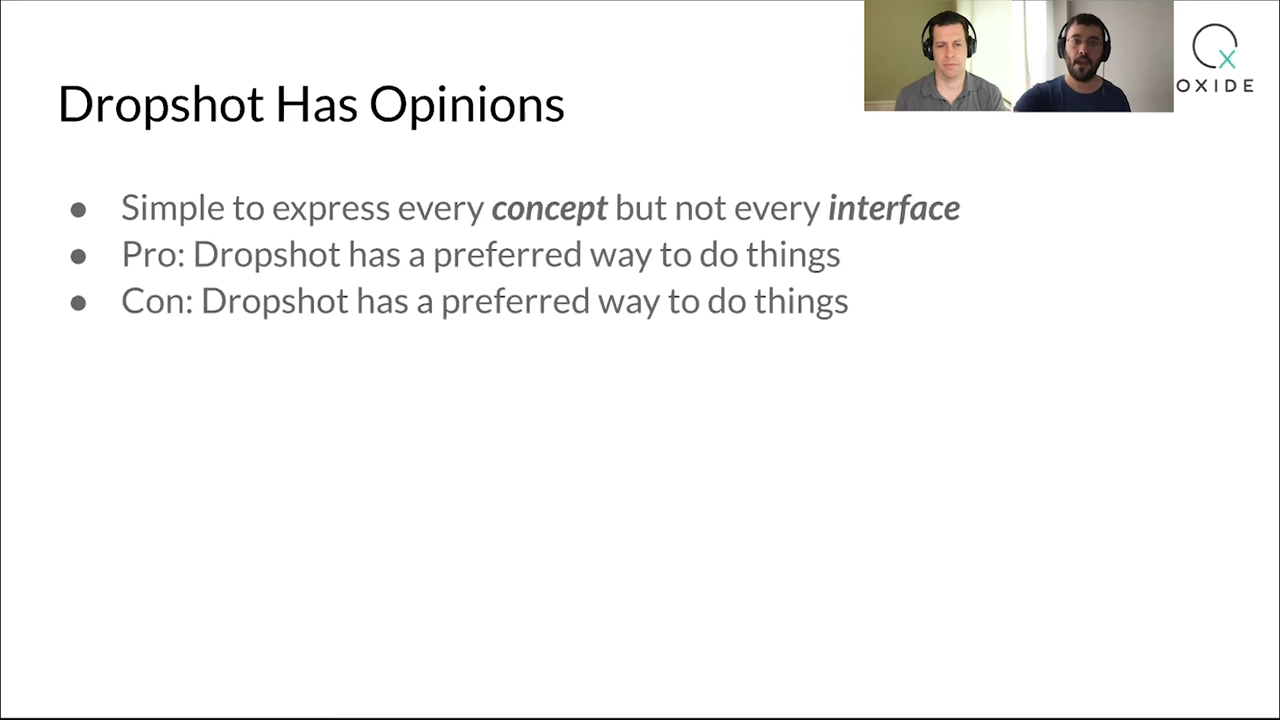 Dropshot Has Opinions
OXIDE
● Simple to express every concept but not every interface
● Pro: Dropshot has a preferred way to do things
● Con: Dropshot has a preferred way to do things